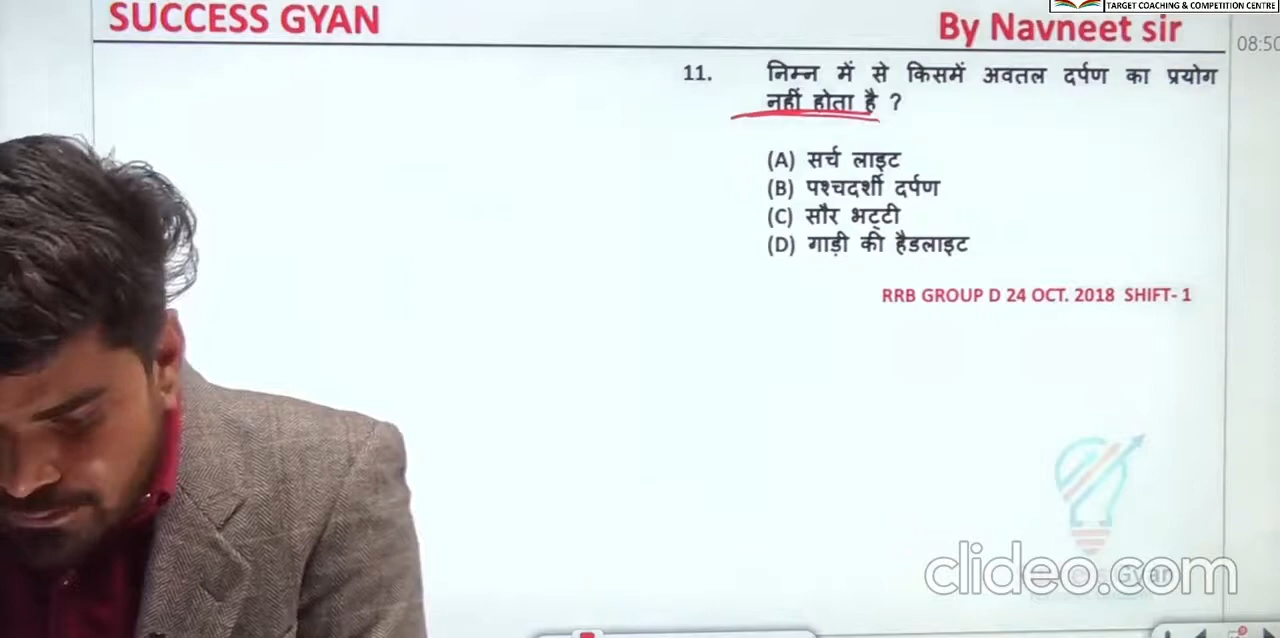 TARGET COACHING & COMPETITION CENTRE
SUCCESS GYAN
By Navneet sir
08:50
11. निम्न में से किसमें अवतल दर्पण का प्रयोग
नहीं होता है ?
(A) सर्च लाइट
(B) पश्चदर्शी दर्पण
(C) सौर भट्टी
(D) गाड़ी की हैडलाइट
RRB GROUP D 24 OCT. 2018 SHIFT- 1
clideo.com